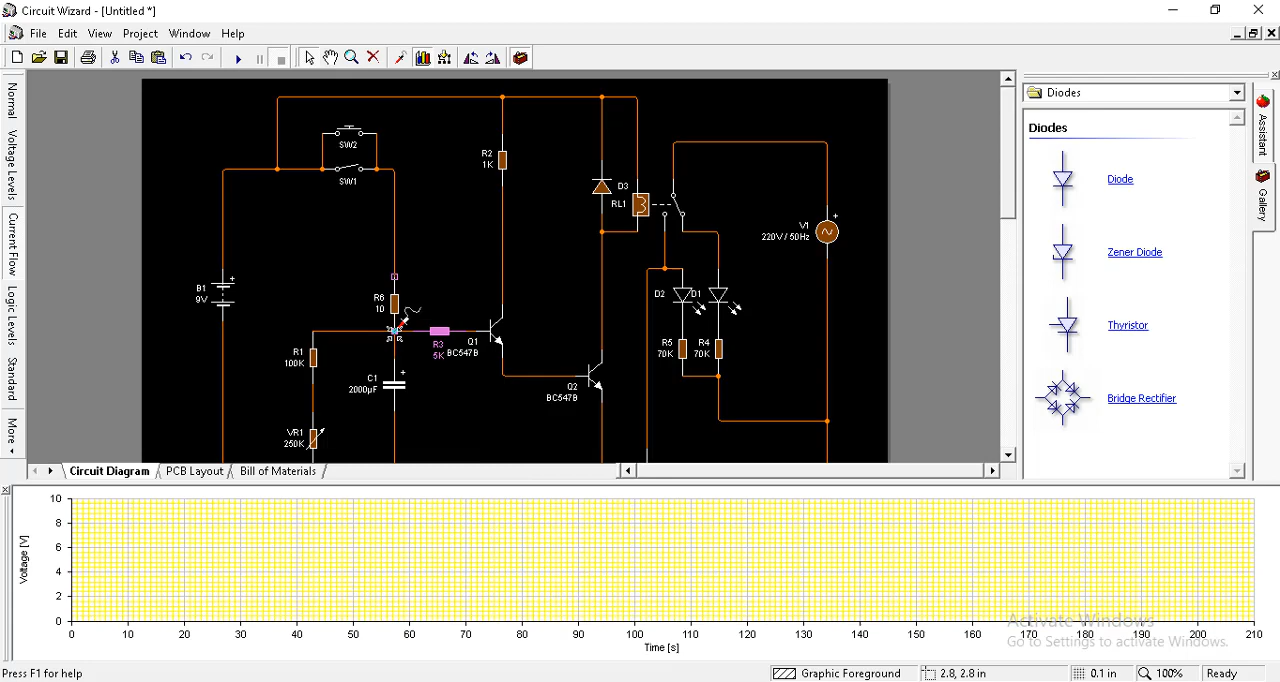 Circuit Wizard - [Untitled *]
File Edit View Project Window Help
Normal
Voltage Levels
Current Flow
Logic Levels
Standard
More
SW2
SW1
R2
1K
D3
RL1
V1
220V / 50Hz
+
B1
9V
+
R6
10
D2
D1
R3
5K
Q1
BC547B
R1
100K
R5
70K
R4
70K
C1
2000µF
+
Q2
BC547B
VR1
250K
Diodes
Diodes
Diode
Zener Diode
Thyristor
Bridge Rectifier
Assistant
Gallery
Circuit Diagram PCB Layout Bill of Materials
Voltage [V]
10
8
6
4
2
0
0 10 20 30 40 50 60 70 80 90 100 110 120 130 140 150 160 170 180 190 200 210
Time [s]
Activate Windows
Go to Settings to activate Windows.
Press F1 for help
Graphic Foreground
2.8, 2.8 in
0.1 in
100%
Ready